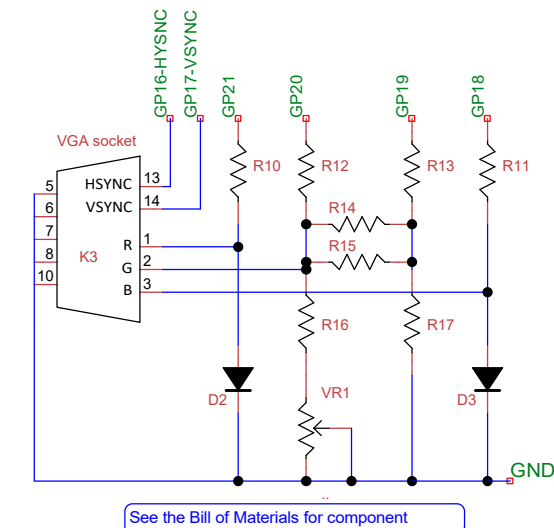 GP16-HYSNC
GP17-VSYNC
GP21
GP20
GP19
GP18
VGA socket
R10
R12
R13
R11
5
HSYNC
13
6
VSYNC
14
R14
7
R
1
R15
8
K3
G
2
10
B
3
R16
R17
D2
VR1
D3
GND
..
See the Bill of Materials for component